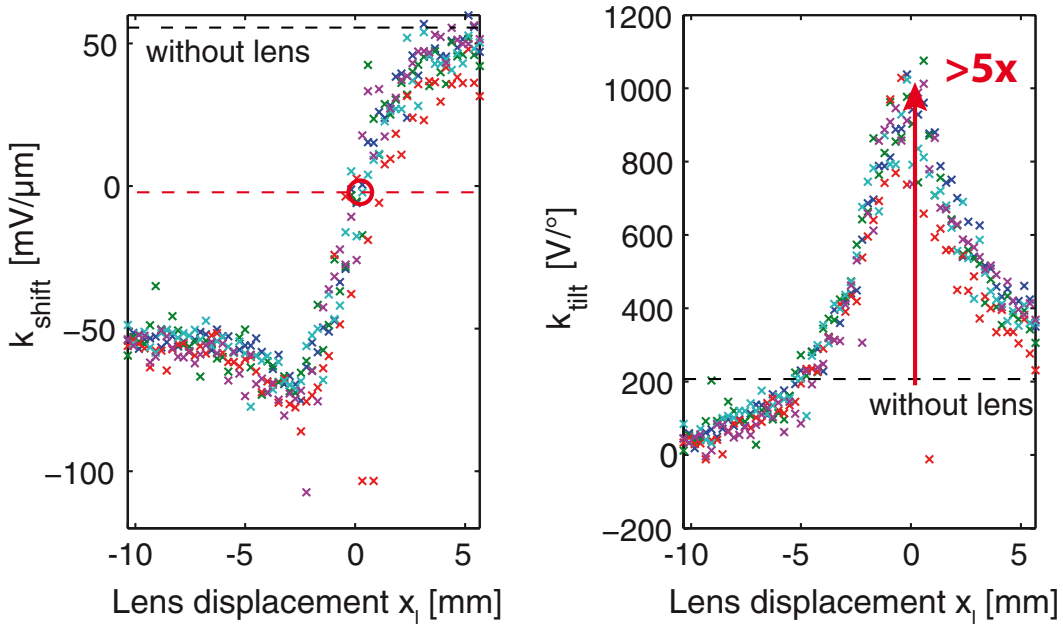 50
0
−50
−100
k_shift [mV/µm]
without lens
-10
-5
0
5
Lens displacement x_l [mm]
1200
1000
800
600
400
200
0
−200
k_tilt [V/°]
>5x
without lens
-10
-5
0
5
Lens displacement x_l [mm]